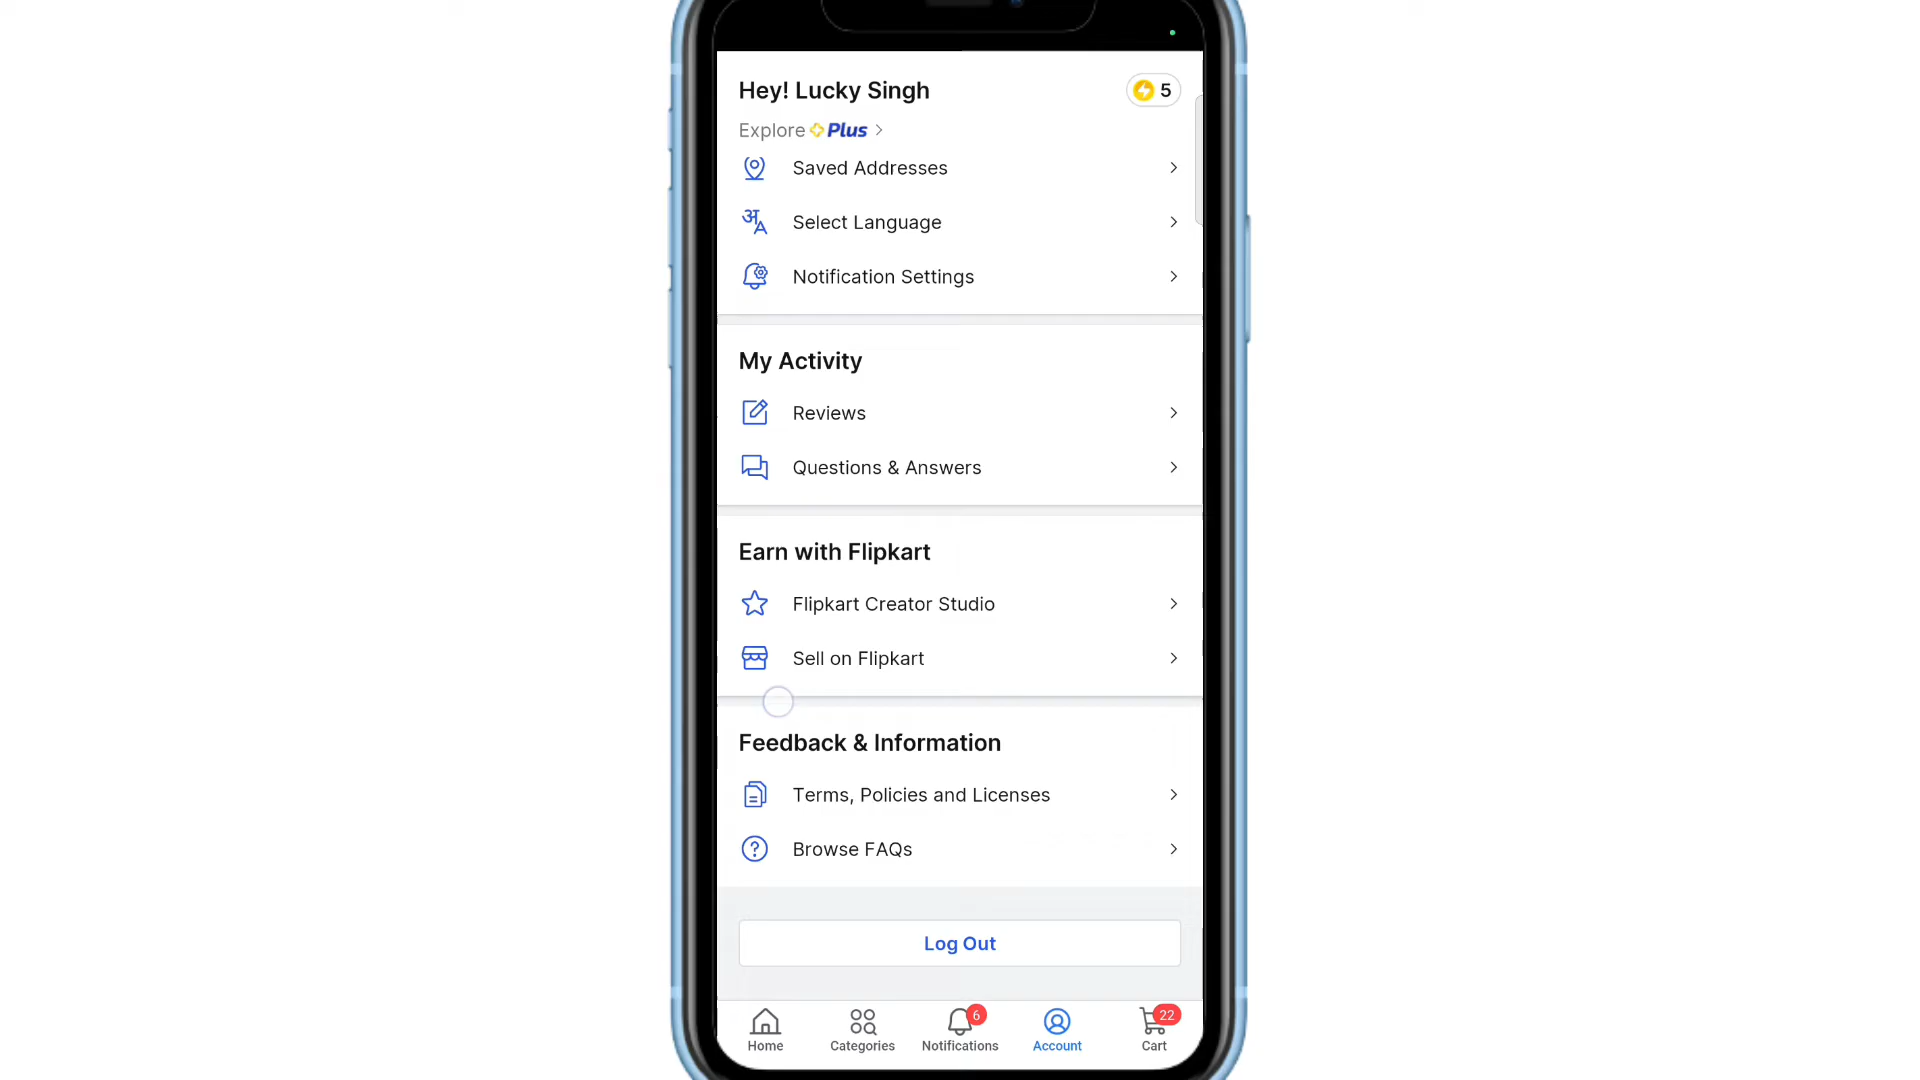 Hey! Lucky Singh
5
Explore Plus
Saved Addresses
Select Language
Notification Settings
My Activity
Reviews
Questions & Answers
Earn with Flipkart
Flipkart Creator Studio
Sell on Flipkart
Feedback & Information
Terms, Policies and Licenses
Browse FAQs
Log Out
6
22
Home
Categories
Notifications
Account
Cart